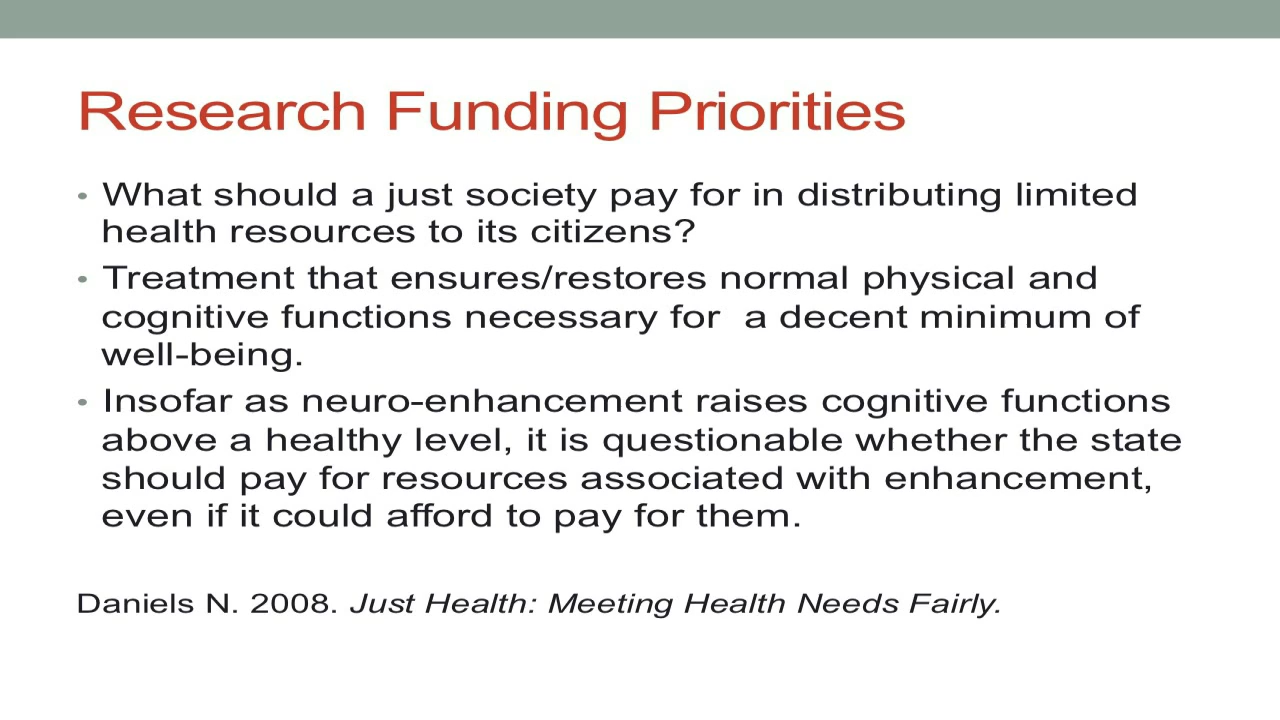 Research Funding Priorities
• What should a just society pay for in distributing limited
health resources to its citizens?
• Treatment that ensures/restores normal physical and
cognitive functions necessary for  a decent minimum of
well-being.
• Insofar as neuro-enhancement raises cognitive functions
above a healthy level, it is questionable whether the state
should pay for resources associated with enhancement,
even if it could afford to pay for them.
Daniels N. 2008. Just Health: Meeting Health Needs Fairly.